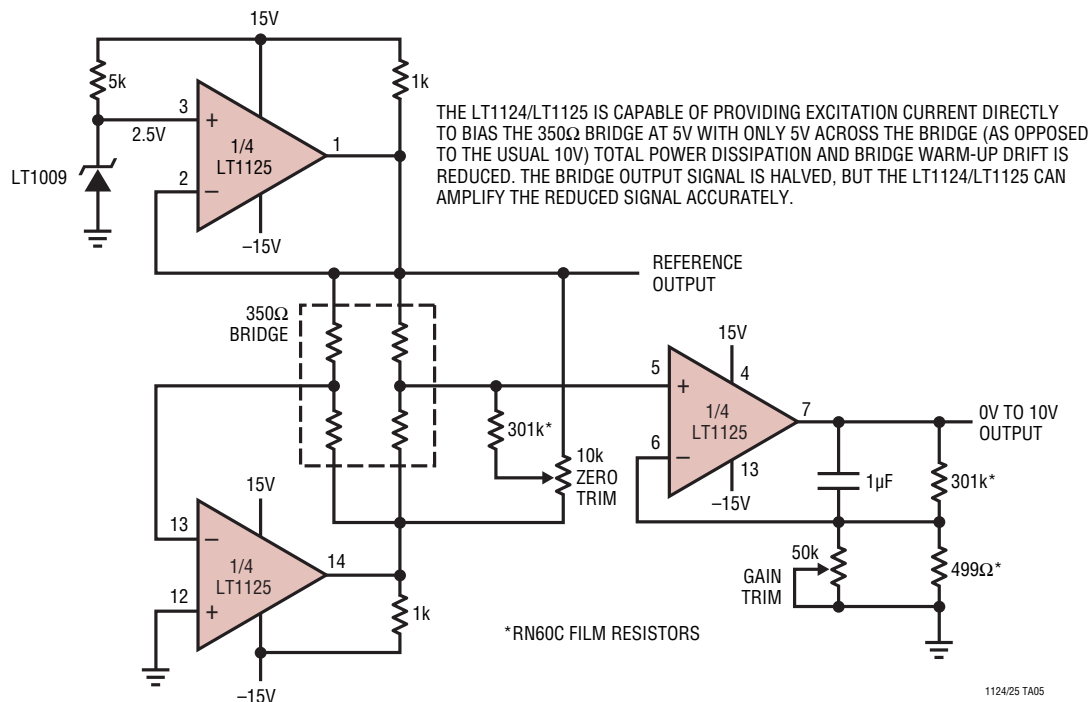 15V
5k
1k
3
+
2.5V
1/4
LT1125
1
LT1009
2
–
–15V
THE LT1124/LT1125 IS CAPABLE OF PROVIDING EXCITATION CURRENT DIRECTLY
TO BIAS THE 350Ω BRIDGE AT 5V WITH ONLY 5V ACROSS THE BRIDGE (AS OPPOSED
TO THE USUAL 10V) TOTAL POWER DISSIPATION AND BRIDGE WARM-UP DRIFT IS
REDUCED. THE BRIDGE OUTPUT SIGNAL IS HALVED, BUT THE LT1124/LT1125 CAN
AMPLIFY THE REDUCED SIGNAL ACCURATELY.
REFERENCE
OUTPUT
350Ω
BRIDGE
301k*
10k
ZERO
TRIM
15V
4
5
+
1/4
LT1125
7
6
–
13
–15V
0V TO 10V
OUTPUT
1µF
301k*
50k
GAIN
TRIM
499Ω*
15V
13
–
1/4
LT1125
14
12
+
1k
–15V
*RN60C FILM RESISTORS
1124/25 TA05